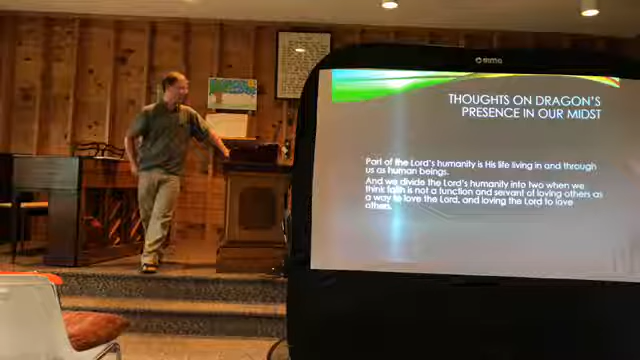 elmo
THOUGHTS ON DRAGON'S
PRESENCE IN OUR MIDST
Part of the Lord's humanity is His life living in and through
us as human beings.
And we divide the Lord's humanity into two when we
think faith is not a function and servant of loving others as
a way to love the Lord, and loving the Lord to love
others.